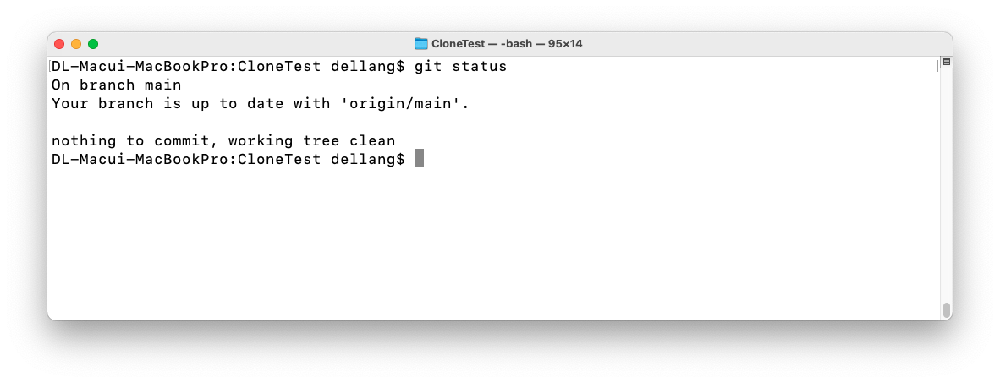 CloneTest — -bash — 95×14
DL-Macui-MacBookPro:CloneTest dellang$ git status
On branch main
Your branch is up to date with 'origin/main'.
nothing to commit, working tree clean
DL-Macui-MacBookPro:CloneTest dellang$